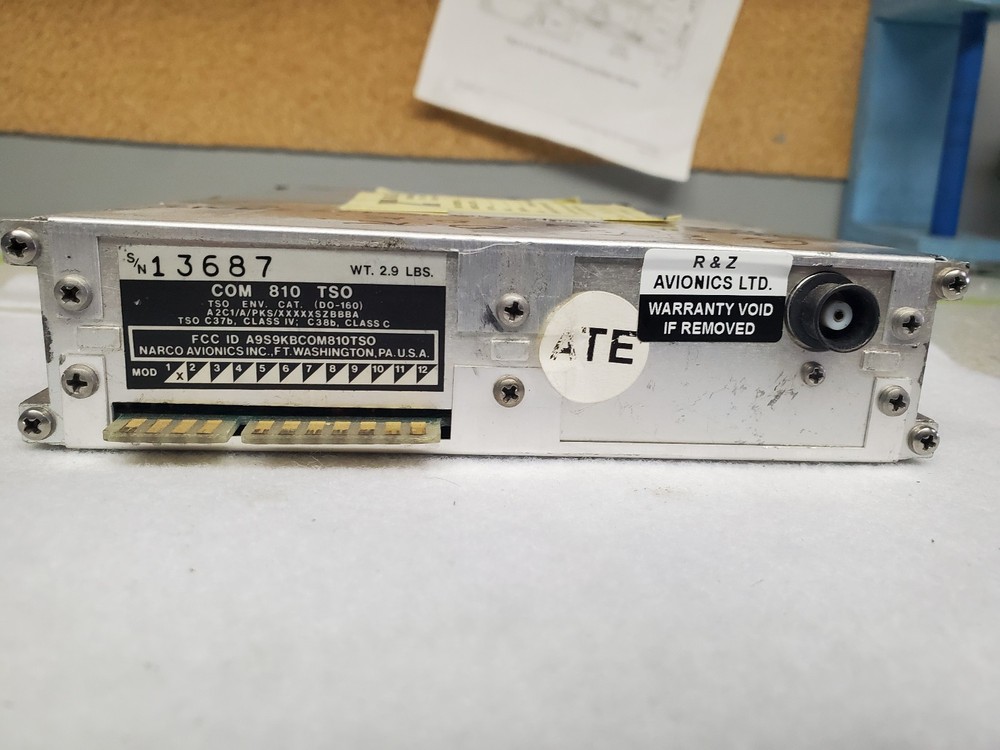 S/N 13687 WT. 2.9 LBS.
COM 810 TSO
TSO ENV. CAT. (DO-160)
A2C1/A/PKS/XXXXXSZBBBA
TSO C37b, CLASS IV; C38b, CLASS C
FCC ID A9S9KBCOM810TSO
NARCO AVIONICS INC., FT. WASHINGTON, PA. U.S.A.
MOD 1 X 2 3 4 5 6 7 8 9 10 11 12
ATE
R & Z
AVIONICS LTD.
WARRANTY VOID
IF REMOVED